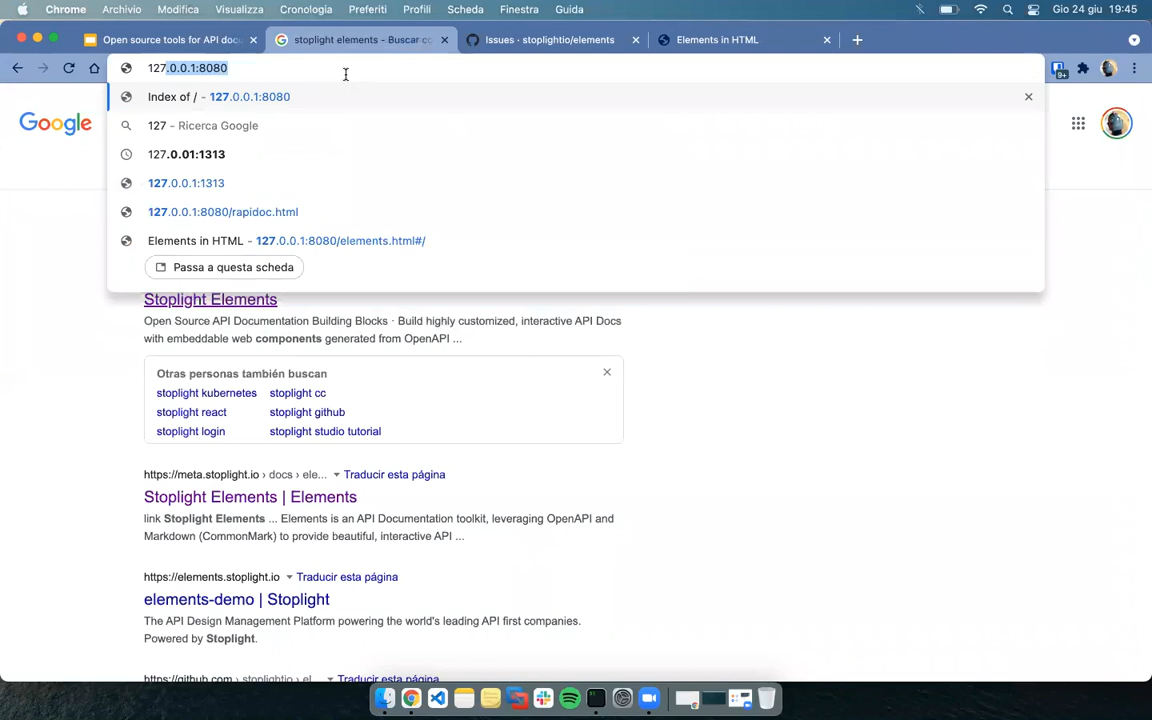 Chrome Archivio Modifica Visualizza Cronologia Preferiti Profili Scheda Finestra Guida Gio 24 giu 19:45
Open source tools for API docu
stoplight elements - Buscar co
Issues · stoplightio/elements
Elements in HTML
127.0.0.1:8080
9+
Index of / - 127.0.0.1:8080
127 - Ricerca Google
127.0.01:1313
127.0.0.1:1313
127.0.0.1:8080/rapidoc.html
Elements in HTML - 127.0.0.1:8080/elements.html#/
Passa a questa scheda
Google
Stoplight Elements
Open Source API Documentation Building Blocks · Build highly customized, interactive API Docs
with embeddable web components generated from OpenAPI ...
Otras personas también buscan
stoplight kubernetes stoplight cc
stoplight react stoplight github
stoplight login stoplight studio tutorial
https://meta.stoplight.io › docs › ele... Traducir esta página
Stoplight Elements | Elements
link Stoplight Elements ... Elements is an API Documentation toolkit, leveraging OpenAPI and
Markdown (CommonMark) to provide beautiful, interactive API ...
https://elements.stoplight.io Traducir esta página
elements-demo | Stoplight
The API Design Management Platform powering the world's leading API first companies.
Powered by Stoplight.
https://github.com › stoplightio › el... Traducir esta página